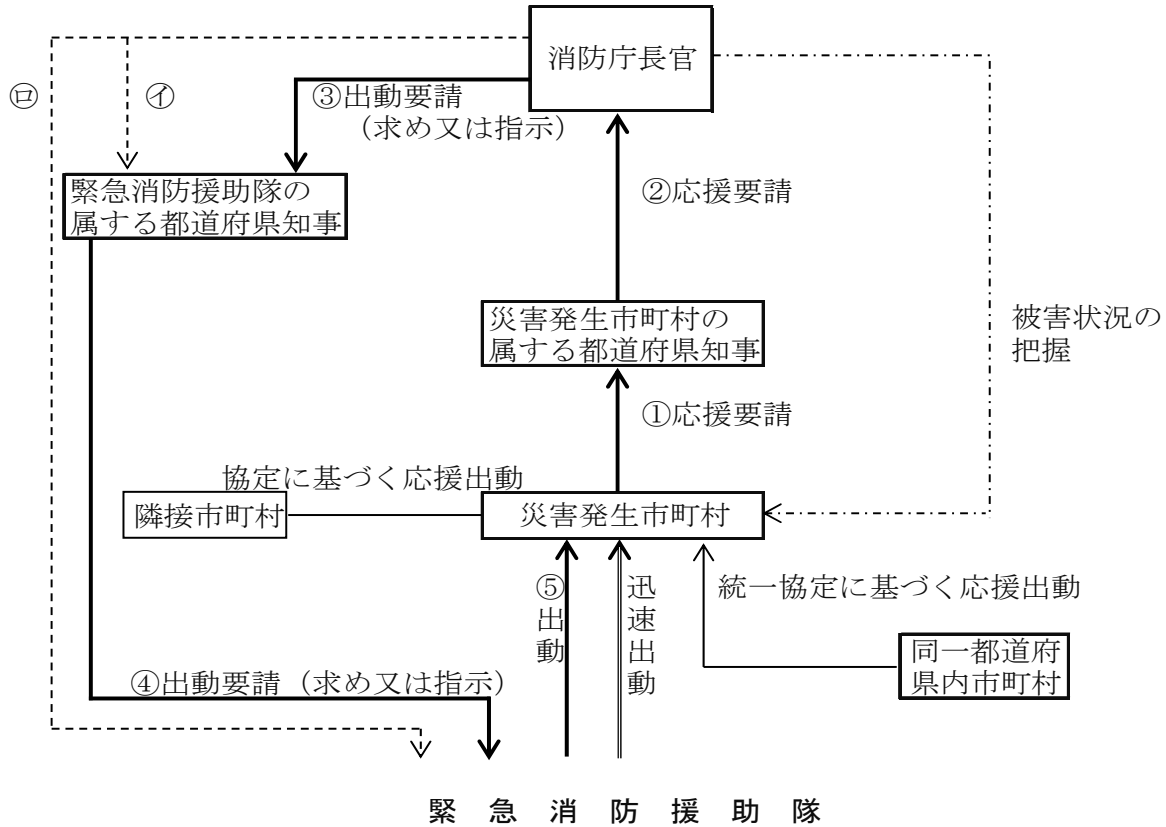 消防庁長官
㋺
㋑
③出動要請
（求め又は指示）
緊急消防援助隊の
属する都道府県知事
②応援要請
災害発生市町村の
属する都道府県知事
被害状況の
把握
①応援要請
協定に基づく応援出動
隣接市町村
災害発生市町村
⑤出動
迅速出動
統一協定に基づく応援出動
同一都道府
県内市町村
④出動要請（求め又は指示）
緊急消防援助隊